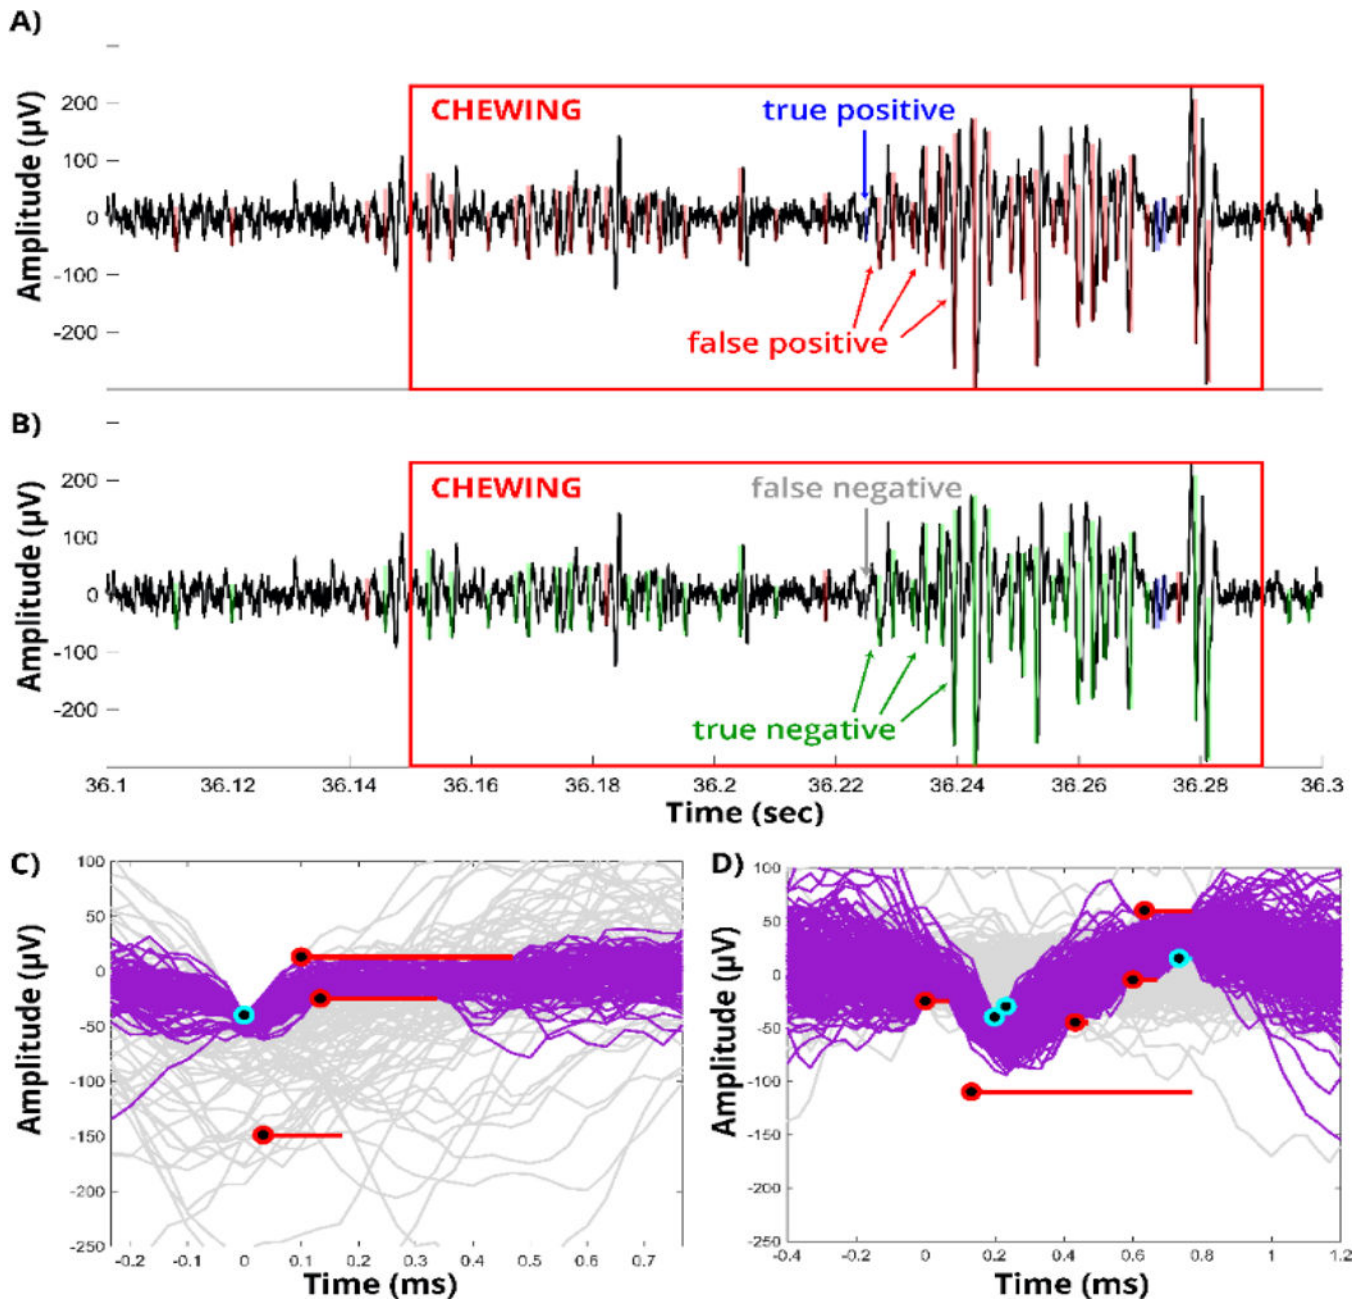 A)
Amplitude (µV)
200
100
0
-100
-200
CHEWING
true positive
false positive
B)
Amplitude (µV)
200
100
0
-100
-200
CHEWING
false negative
true negative
36.1 36.12 36.14 36.16 36.18 36.2 36.22 36.24 36.26 36.28 36.3
Time (sec)
C)
Amplitude (µV)
100
50
0
-50
-100
-150
-200
-250
-0.2 -0.1 0 0.1 0.2 0.3 0.4 0.5 0.6 0.7
Time (ms)
D)
Amplitude (µV)
100
50
0
-50
-100
-150
-200
-250
-0.4 -0.2 0 0.2 0.4 0.6 0.8 1 1.2
Time (ms)